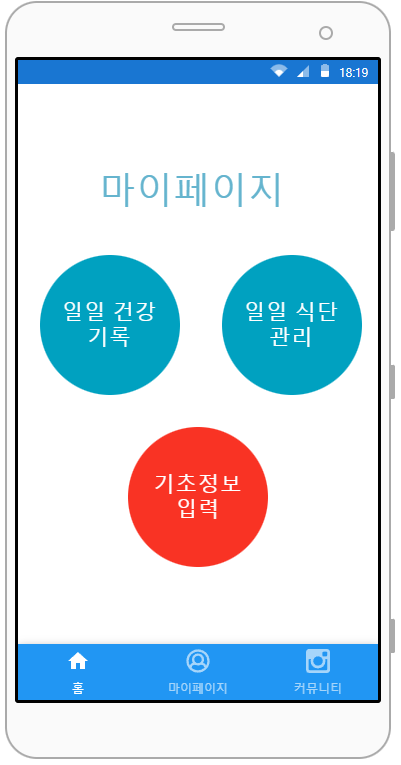 18:19
마이페이지
일일 건강
기록
일일 식단
관리
기초정보
입력
홈
마이페이지
커뮤니티